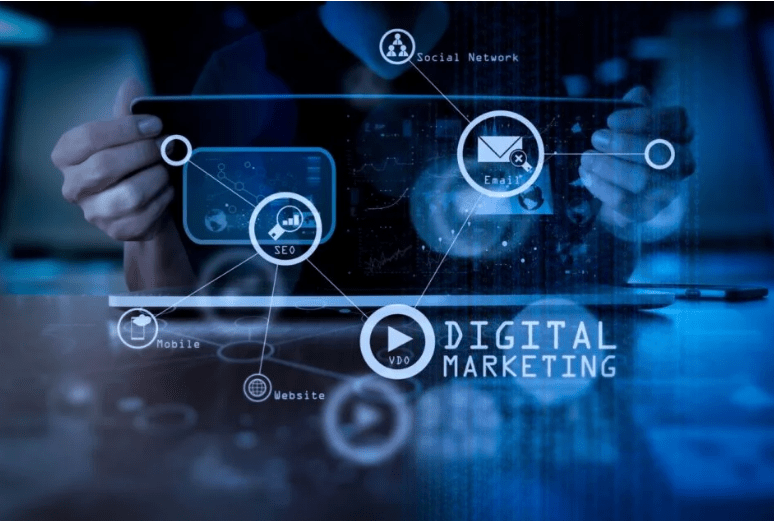 Social Network
Email
SEO
Mobile
VDO
DIGITAL
MARKETING
Website